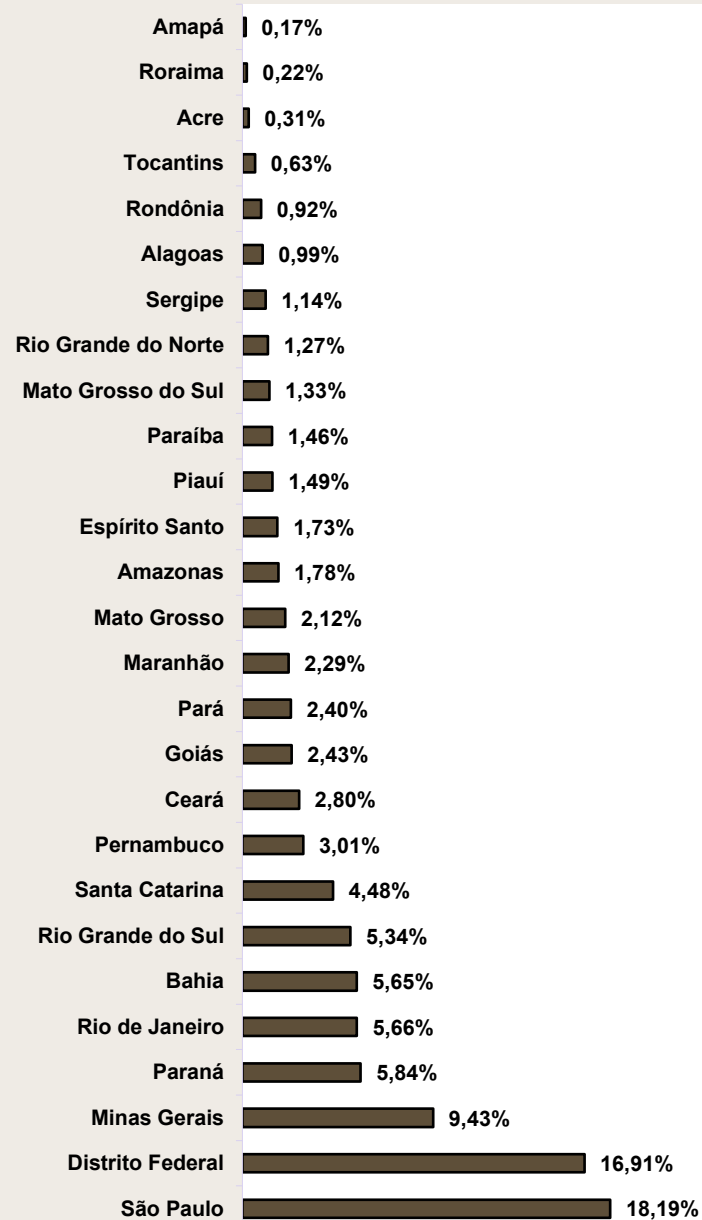 Amapá 0,17%
Roraima 0,22%
Acre 0,31%
Tocantins 0,63%
Rondônia 0,92%
Alagoas 0,99%
Sergipe 1,14%
Rio Grande do Norte 1,27%
Mato Grosso do Sul 1,33%
Paraíba 1,46%
Piauí 1,49%
Espírito Santo 1,73%
Amazonas 1,78%
Mato Grosso 2,12%
Maranhão 2,29%
Pará 2,40%
Goiás 2,43%
Ceará 2,80%
Pernambuco 3,01%
Santa Catarina 4,48%
Rio Grande do Sul 5,34%
Bahia 5,65%
Rio de Janeiro 5,66%
Paraná 5,84%
Minas Gerais 9,43%
Distrito Federal 16,91%
São Paulo 18,19%